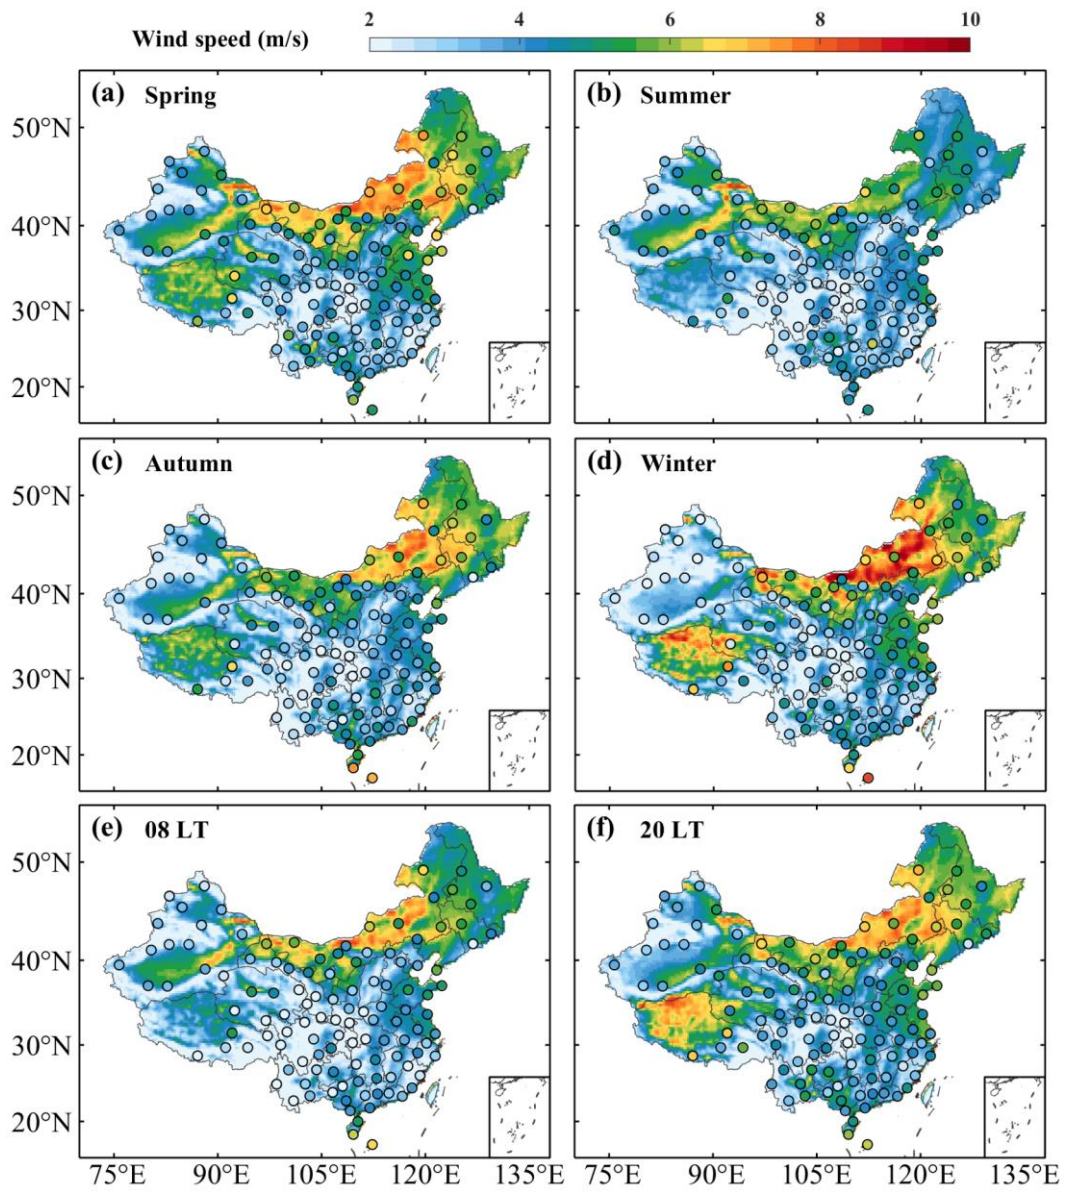 Wind speed (m/s)
2 4 6 8 10
(a) Spring
(b) Summer
50°N
40°N
30°N
20°N
(c) Autumn
(d) Winter
50°N
40°N
30°N
20°N
(e) 08 LT
(f) 20 LT
50°N
40°N
30°N
20°N
75°E 90°E 105°E 120°E 135°E 75°E 90°E 105°E 120°E 135°E